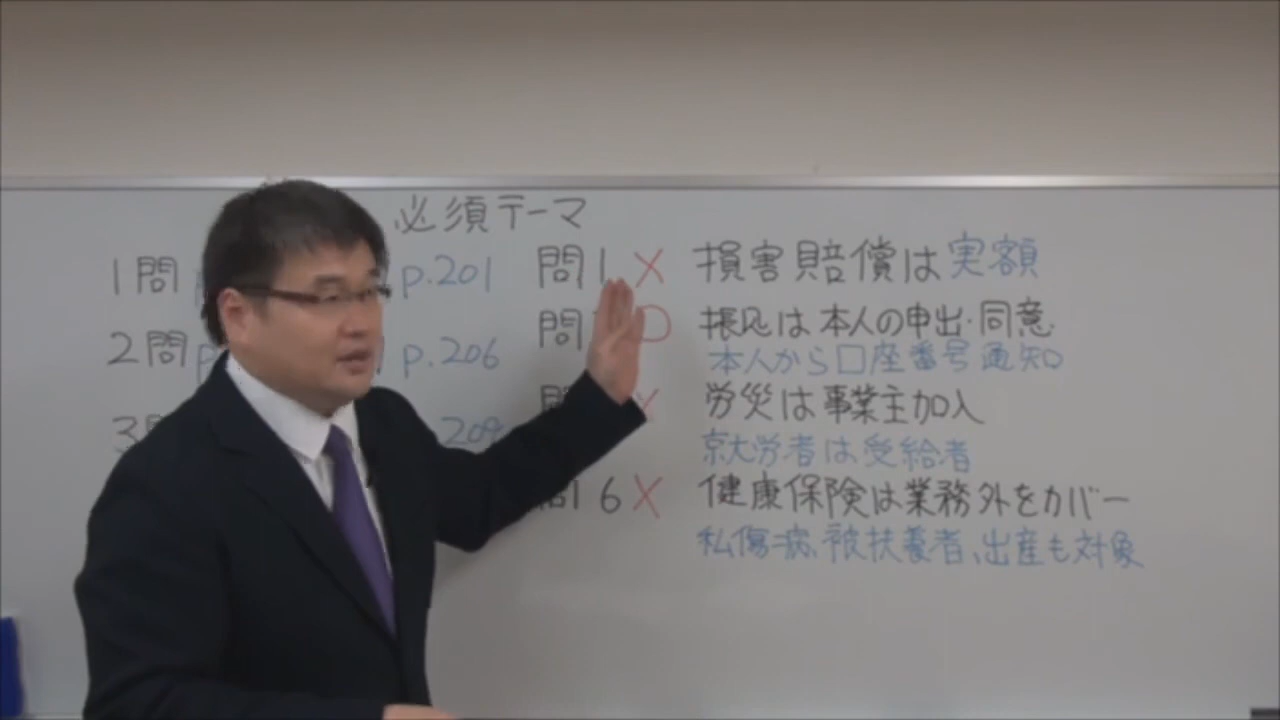 必須テーマ
1問 p.201
2問 p p.206
3 209
問1 × 損害賠償は実額
問 ○ 振込は本人の申出・同意
本人から口座番号通知
× 労災は事業主加入
労者は受給者
問16 × 健康保険は業務外をカバー
私傷病、被扶養者、出産も対象